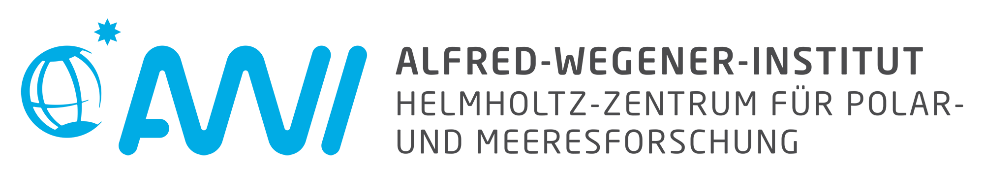 AWI
ALFRED-WEGENER-INSTITUT
HELMHOLTZ-ZENTRUM FÜR POLAR-
UND MEERESFORSCHUNG